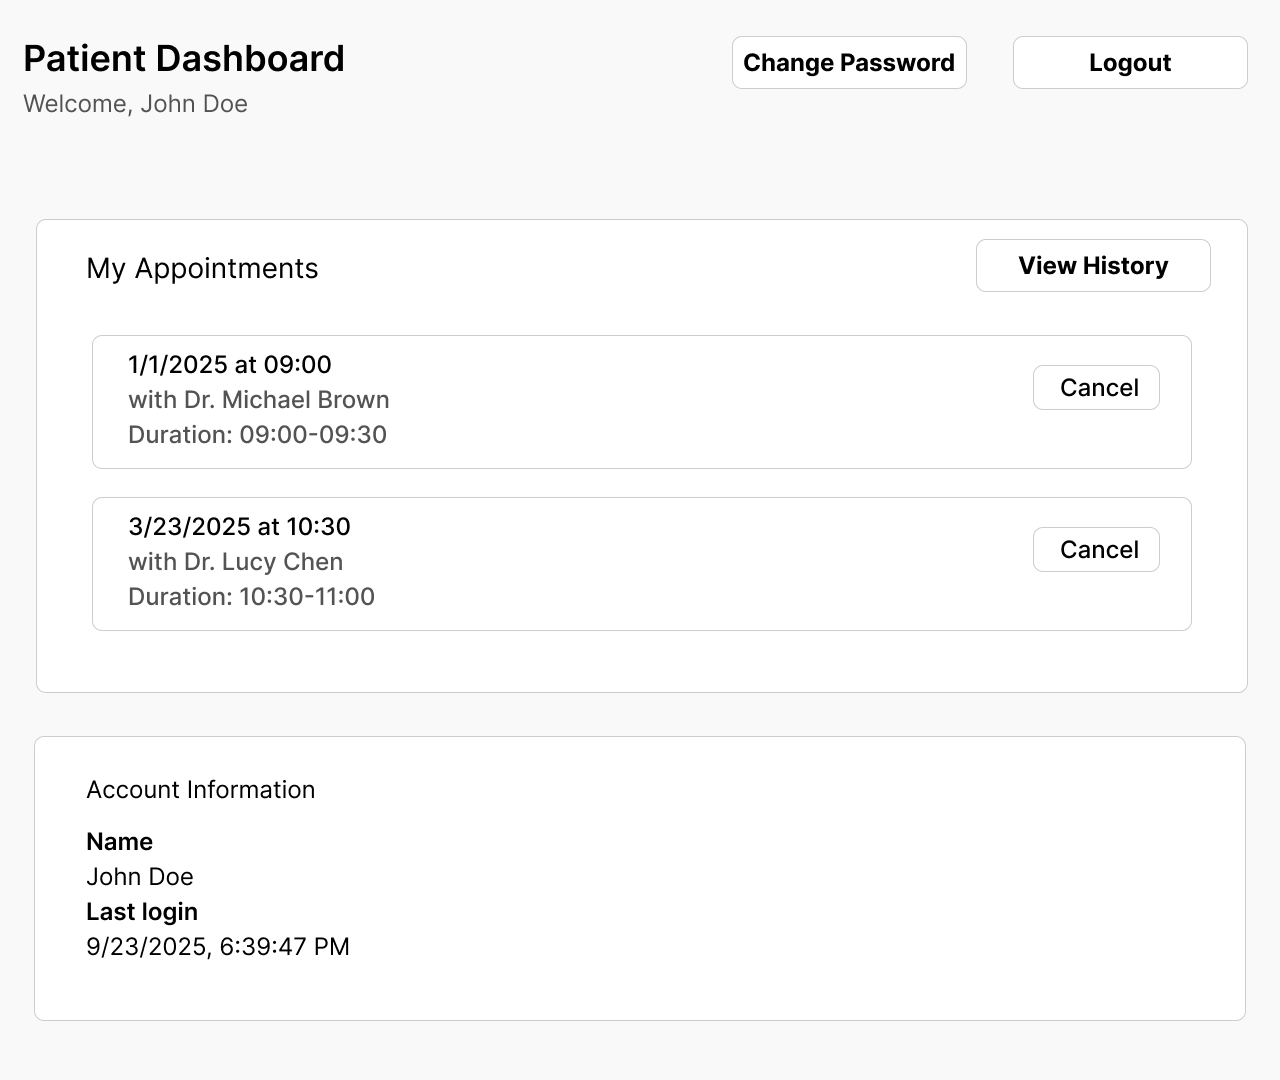 Patient Dashboard
Welcome, John Doe
Change Password
Logout
My Appointments
View History
1/1/2025 at 09:00
with Dr. Michael Brown
Duration: 09:00-09:30
Cancel
3/23/2025 at 10:30
with Dr. Lucy Chen
Duration: 10:30-11:00
Cancel
Account Information
Name
John Doe
Last login
9/23/2025, 6:39:47 PM